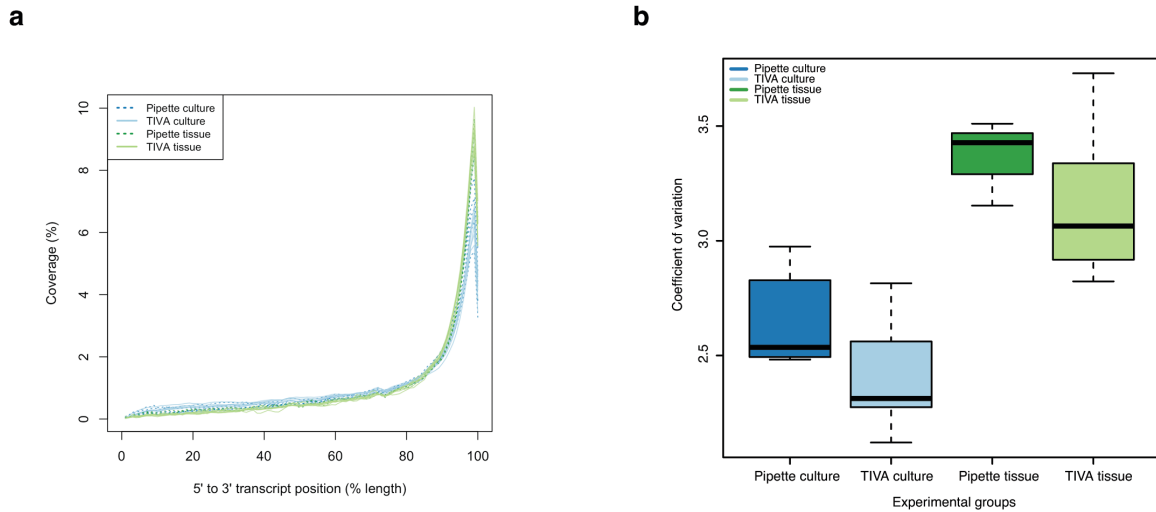 a
Pipette culture
TIVA culture
Pipette tissue
TIVA tissue
10
8
6
4
2
0
Coverage (%)
0 20 40 60 80 100
5' to 3' transcript position (% length)
b
Pipette culture
TIVA culture
Pipette tissue
TIVA tissue
3.5
3.0
2.5
Coefficient of variation
Pipette culture TIVA culture Pipette tissue TIVA tissue
Experimental groups